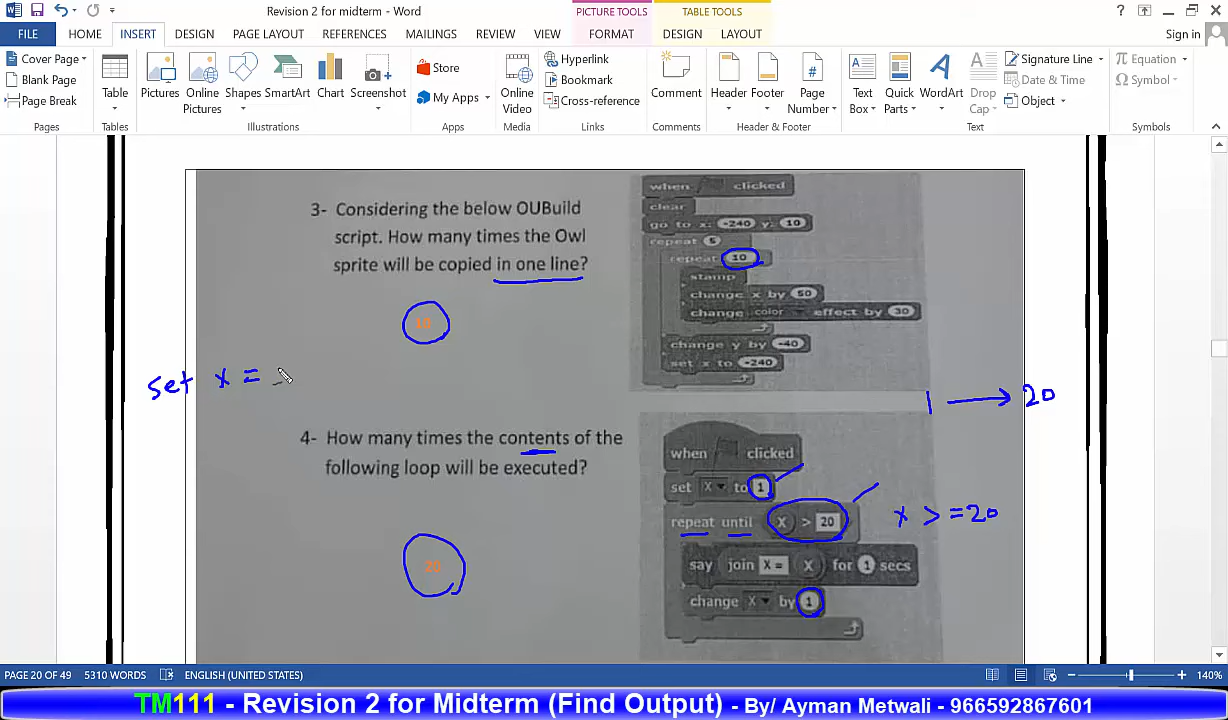 Revision 2 for midterm - Word
PICTURE TOOLS
TABLE TOOLS
Sign in
FILE
HOME
INSERT
DESIGN
PAGE LAYOUT
REFERENCES
MAILINGS
REVIEW
VIEW
FORMAT
DESIGN
LAYOUT
Cover Page
Blank Page
Page Break
Pages
Table
Tables
Pictures
Online Pictures
Shapes
SmartArt
Chart
Screenshot
Illustrations
Store
My Apps
Apps
Online Video
Media
Hyperlink
Bookmark
Cross-reference
Links
Comment
Comments
Header
Footer
Page Number
Header & Footer
Text Box
Quick Parts
WordArt
Drop Cap
Signature Line
Date & Time
Object
Text
Equation
Symbol
Symbols
3- Considering the below OUBuild
script. How many times the Owl
sprite will be copied in one line?
10
when clicked
clear
go to x: -240 y: 10
repeat 5
repeat 10
stamp
change x by 50
change color effect by 30
change y by -40
set x to -240
set x =
1 → 20
4- How many times the contents of the
following loop will be executed?
20
when clicked
set X to 1
repeat until X > 20
x >= 20
say join X = X for 1 secs
change X by 1
PAGE 20 OF 49 5310 WORDS ENGLISH (UNITED STATES) 140%
TM111 - Revision 2 for Midterm (Find Output) - By/ Ayman Metwali - 966592867601